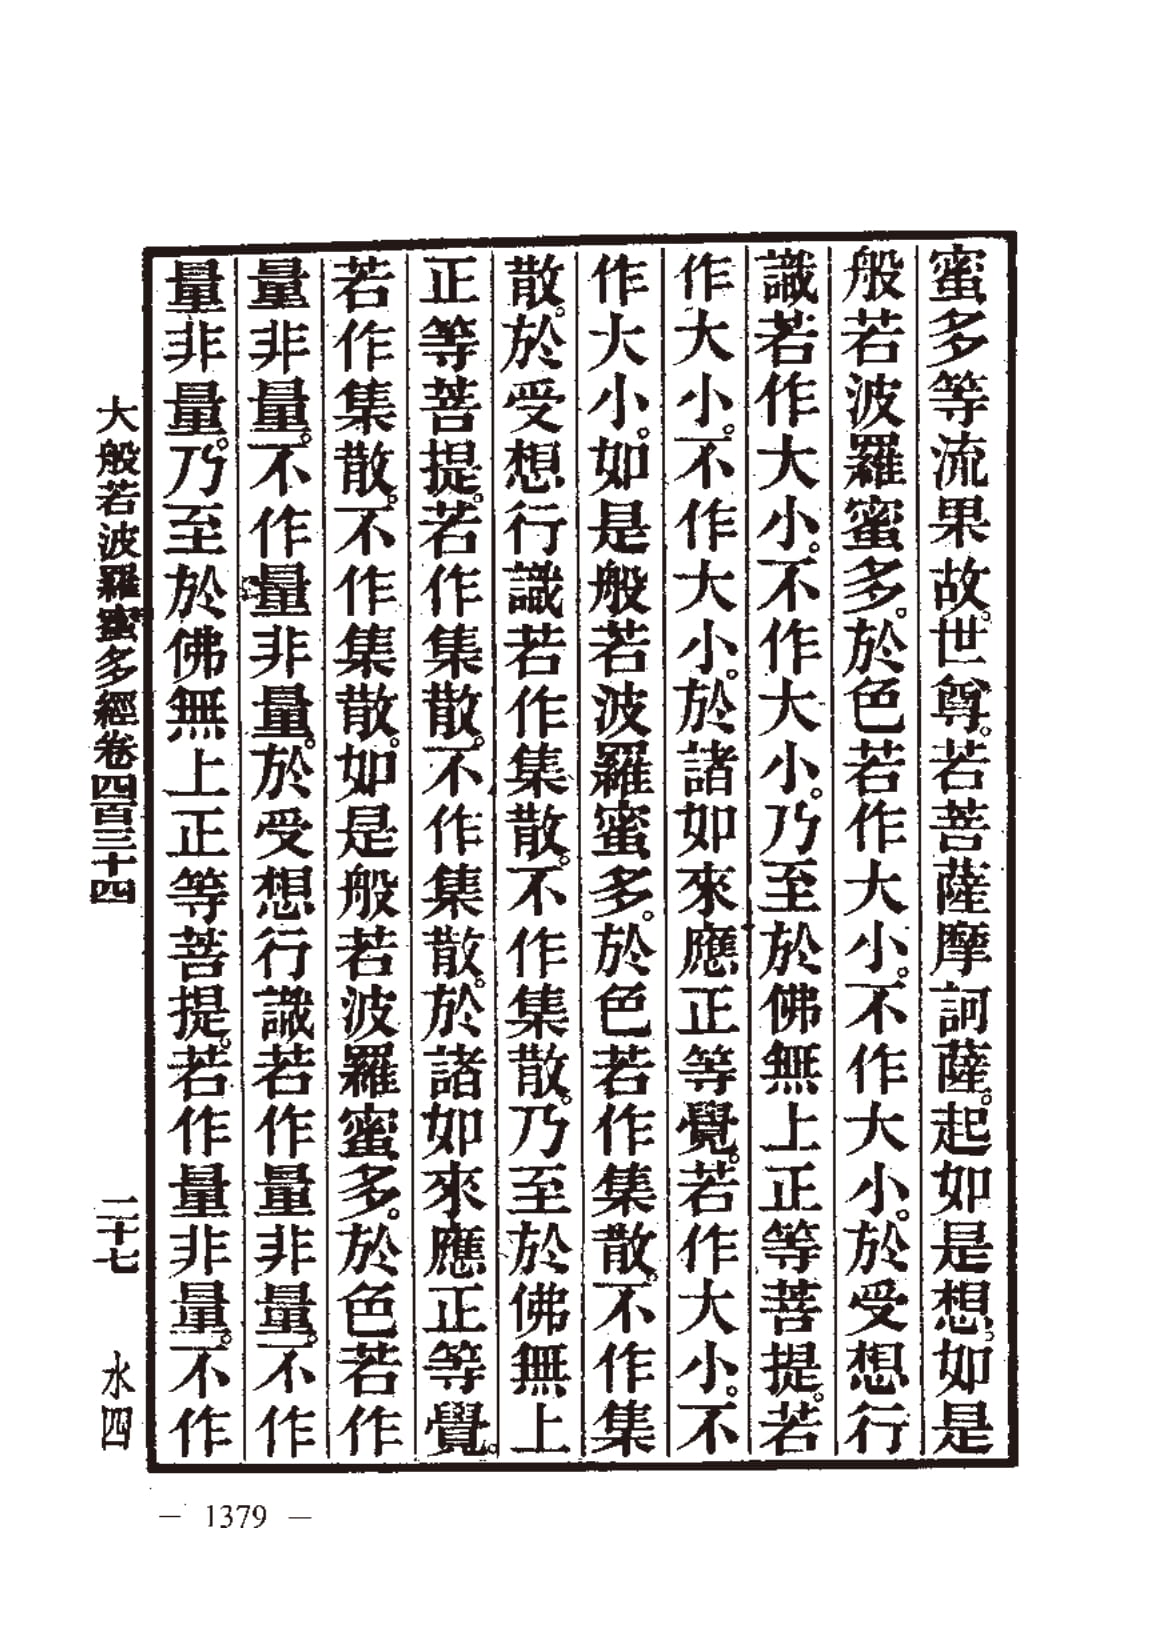 蜜多等流果故。世尊。若菩薩摩訶薩。起如是想。如是
般若波羅蜜多。於色若作大小。不作大小。於受想行
識若作大小。不作大小。乃至於佛無上正等菩提。若
作大小。不作大小。於諸如來應正等覺。若作大小。不
作大小。如是般若波羅蜜多。於色若作集散。不作集
散。於受想行識若作集散。不作集散。乃至於佛無上
正等菩提。若作集散。不作集散。於諸如來應正等覺。
若作集散。不作集散。如是般若波羅蜜多。於色若作
量非量。不作量非量。於受想行識若作量非量。不作
量非量。乃至於佛無上正等菩提。若作量非量。不作
大般若波羅蜜多經卷四百三十四 二十七 水四
— 1379 —